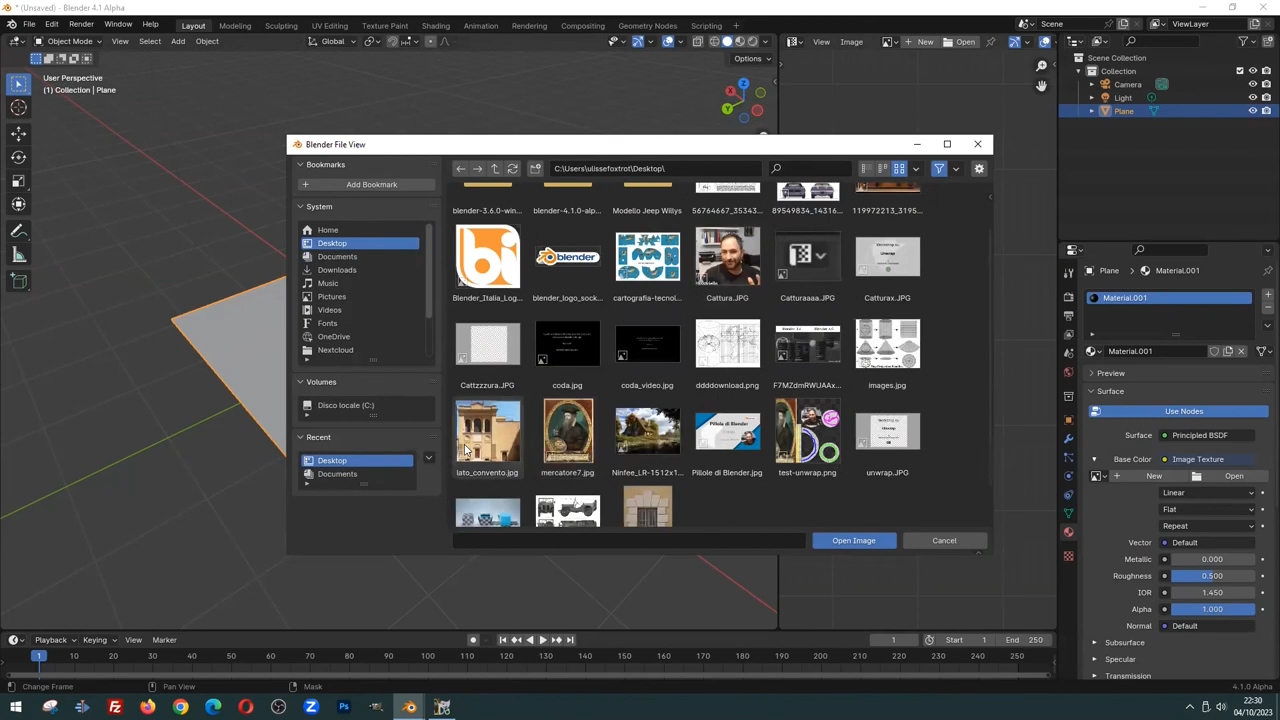 * (Unsaved) - Blender 4.1 Alpha
File Edit Render Window Help Layout Modeling Sculpting UV Editing Texture Paint Shading Animation Rendering Compositing Geometry Nodes Scripting Scene ViewLayer
Object Mode View Select Add Object Global View Image New Open
Options
User Perspective
(1) Collection | Plane
Scene Collection
Collection
Camera
Light
Plane
Blender File View
Bookmarks
Add Bookmark
System
Home
Desktop
Documents
Downloads
Music
Pictures
Videos
Fonts
OneDrive
Nextcloud
Volumes
Disco locale (C:)
Recent
Desktop
Documents
C:\Users\ulissefoxtrot\Desktop\
blender-3.6.0-win... blender-4.1.0-alp... Modello Jeep Willys 56764667_35343... 89549834_14316... 119972213_3195...
Blender_Italia_Log... blender_logo_sock... cartografia-tecnol... Cattura.JPG Catturaaaa.JPG Catturax.JPG
Cattzzzura.JPG coda.jpg coda_video.jpg ddddownload.png F7MZdmRWUAAx... images.jpg
lato_convento.jpg mercatore7.jpg Ninfee_LR-1512x1... Pillole di Blender.jpg test-unwrap.png unwrap.JPG
blender
Pillole di Blender
Open Image Cancel
Plane Material.001
Material.001
Material.001
Preview
Surface
Use Nodes
Surface Principled BSDF
Base Color Image Texture
New Open
Linear
Flat
Repeat
Vector Default
Metallic 0.000
Roughness 0.500
IOR 1.450
Alpha 1.000
Normal Default
Subsurface
Specular
Transmission
Playback Keying View Marker 1 Start 1 End 250
1 10 20 30 40 50 60 70 80 90 100 110 120 130 140 150 160 170 180 190 200 210 220 230 240 250
Change Frame Pan View Mask 4.1.0 Alpha
22:30
04/10/2023